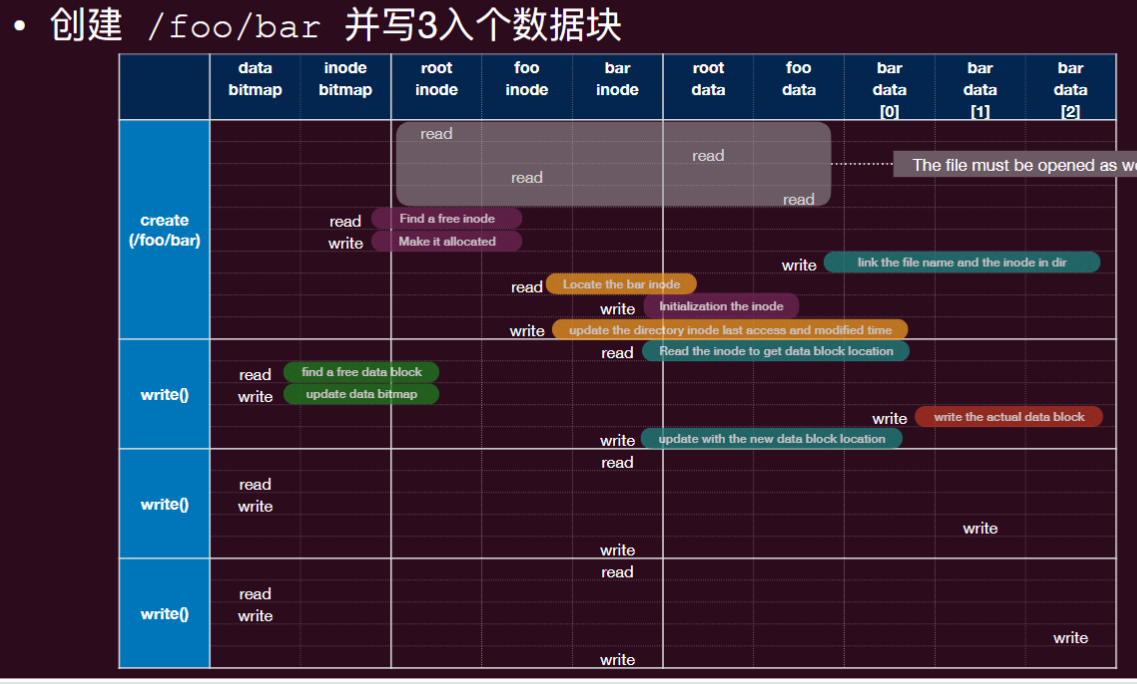 • 创建 /foo/bar 并写3入个数据块
data bitmap inode bitmap root inode foo inode bar inode root data foo data bar data [0] bar data [1] bar data [2]
read
read
The file must be opened as we
read
read
create (/foo/bar)
read Find a free inode
write Make it allocated
write link the file name and the inode in dir
read Locate the bar inode
write Initialization the inode
write update the directory inode last access and modified time
write()
read Read the inode to get data block location
read find a free data block
write update data bitmap
write write the actual data block
write update with the new data block location
write()
read
read
write
write
write
write()
read
read
write
write
write